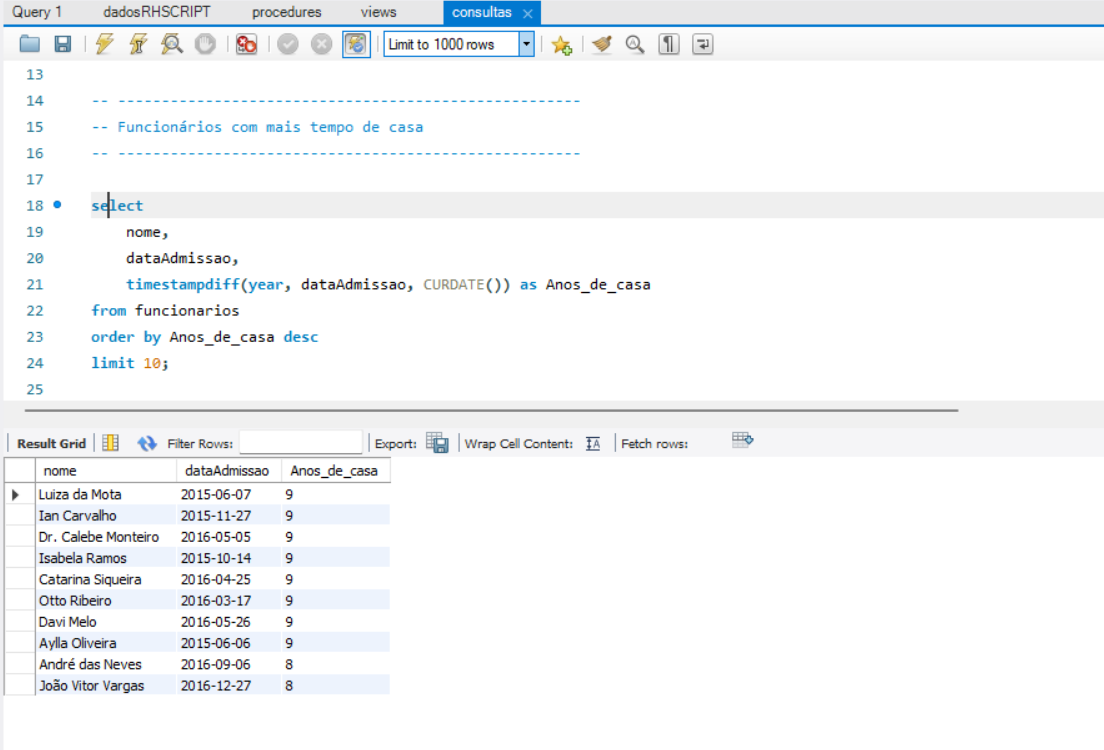 Query 1 dadosRHSCRIPT procedures views consultas
Limit to 1000 rows
13
14 -- -----------------------------------------------------
15 -- Funcionários com mais tempo de casa
16 -- -----------------------------------------------------
17
18 select
19 nome,
20 dataAdmissao,
21 timestampdiff(year, dataAdmissao, CURDATE()) as Anos_de_casa
22 from funcionarios
23 order by Anos_de_casa desc
24 limit 10;
25
Result Grid Filter Rows: Export: Wrap Cell Content: Fetch rows:
nome dataAdmissao Anos_de_casa
Luiza da Mota 2015-06-07 9
Ian Carvalho 2015-11-27 9
Dr. Calebe Monteiro 2016-05-05 9
Isabela Ramos 2015-10-14 9
Catarina Siqueira 2016-04-25 9
Otto Ribeiro 2016-03-17 9
Davi Melo 2016-05-26 9
Aylla Oliveira 2015-06-06 9
André das Neves 2016-09-06 8
João Vitor Vargas 2016-12-27 8